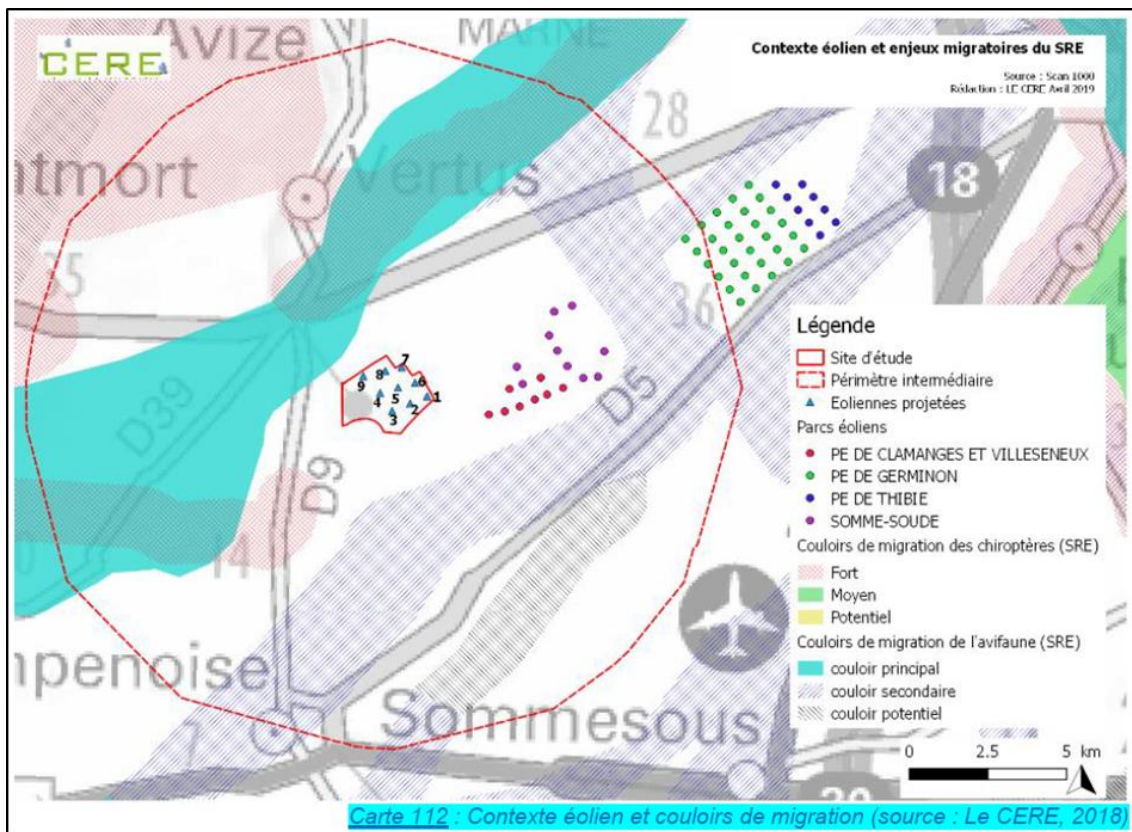 CERE
Avize
MARNE
Contexte éolien et enjeux migratoires du SRE
Source : Scan 1000
Rédaction : LE CERE Avril 2019
28
ntmort
Vertus
18
35
36
7
8
9
6
5
4
1
2
3
D5
D39
D9
14
Légende
Site d'étude
Périmètre intermédiaire
Eoliennes projetées
Parcs éoliens
PE DE CLAMANGES ET VILLESENEUX
PE DE GERMINON
PE DE THIBIE
SOMME-SOUDE
Couloirs de migration des chiroptères (SRE)
Fort
Moyen
Potentiel
Couloirs de migration de l'avifaune (SRE)
couloir principal
couloir secondaire
couloir potentiel
mpenoise
7
Sommesous
0 2.5 5 km
Carte 112 : Contexte éolien et couloirs de migration (source : Le CERE, 2018)